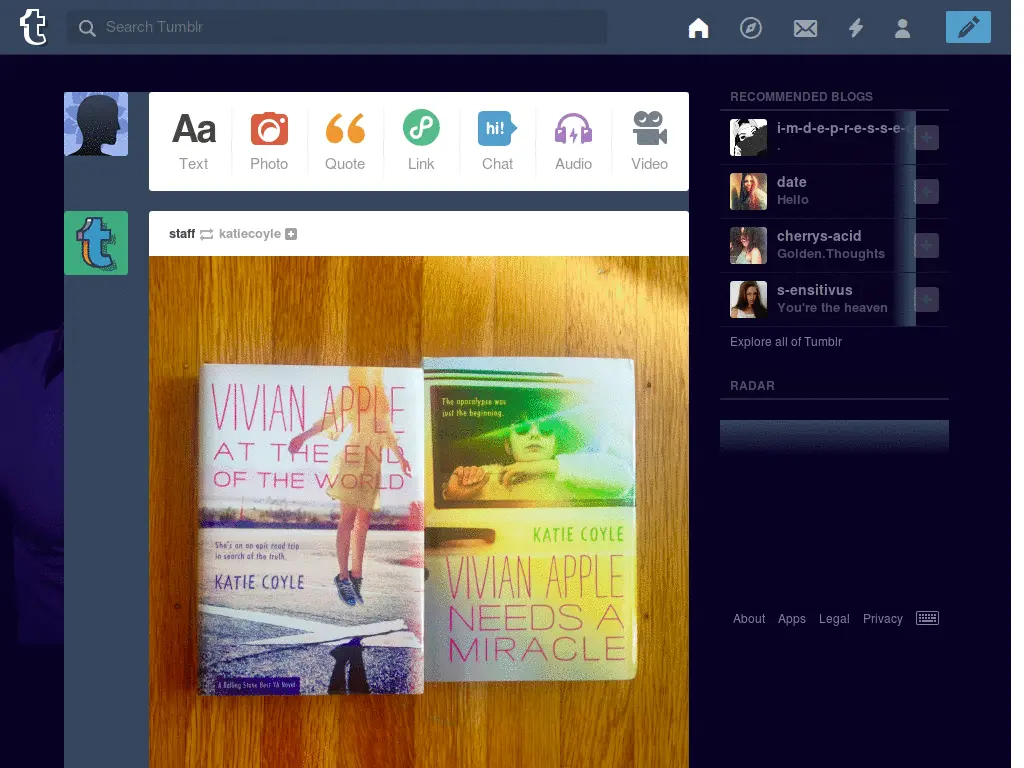 t
Search Tumblr
Aa
Text
Photo
Quote
Link
hi!
Chat
Audio
Video
t
staff katiecoyle
VIVIAN APPLE
AT THE END
OF THE WORLD
She's on an epic road trip
in search of the truth.
KATIE COYLE
A Rolling Stone Best YA Novel
The apocalypse was
just the beginning.
KATIE COYLE
VIVIAN APPLE
NEEDS A
MIRACLE
RECOMMENDED BLOGS
i-m-d-e-p-r-e-s-s-e-
.
date
Hello
cherrys-acid
Golden.Thoughts
s-ensitivus
You're the heaven
Explore all of Tumblr
RADAR
About Apps Legal Privacy